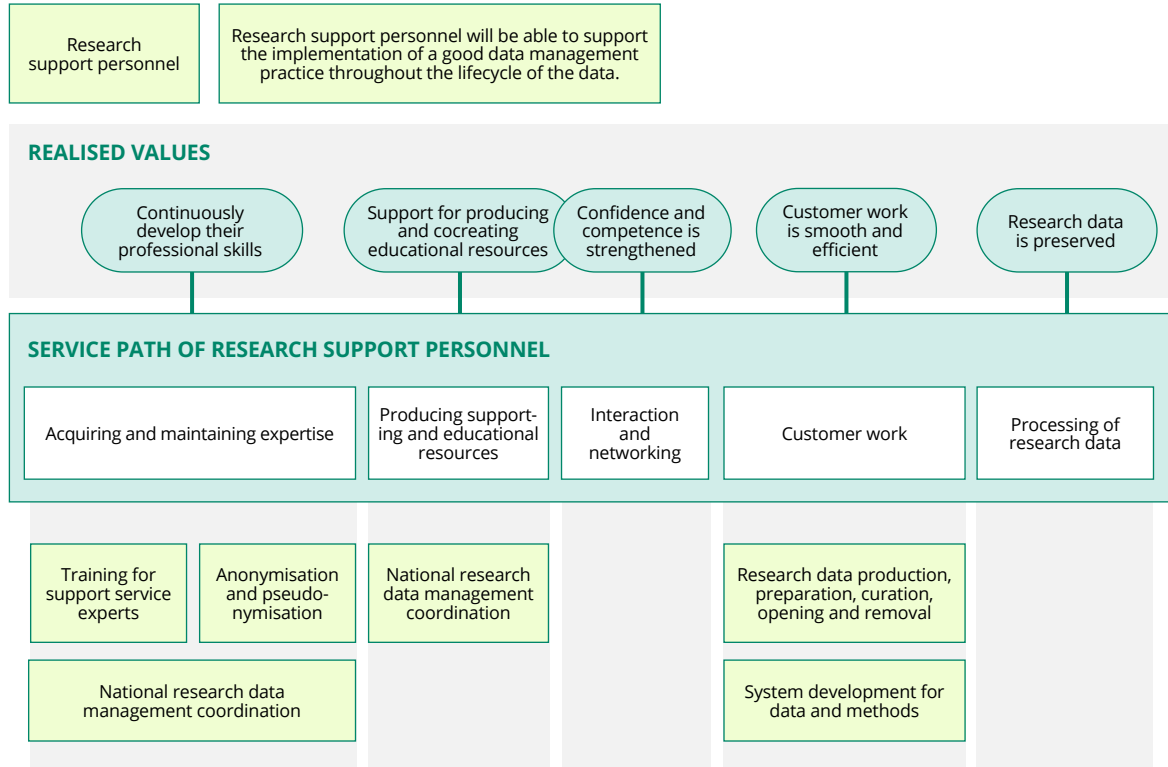 Research
support personnel
Research support personnel will be able to support
the implementation of a good data management
practice throughout the lifecycle of the data.
REALISED VALUES
Continuously
develop their
professional skills
Support for producing
and cocreating
educational resources
Confidence and
competence is
strengthened
Customer work
is smooth and
efficient
Research data
is preserved
SERVICE PATH OF RESEARCH SUPPORT PERSONNEL
Acquiring and maintaining expertise
Producing support-
ing and educational
resources
Interaction
and
networking
Customer work
Processing of
research data
Training for
support service
experts
Anonymisation
and pseudo-
nymisation
National research
data management
coordination
Research data production,
preparation, curation,
opening and removal
National research data
management coordination
System development for
data and methods